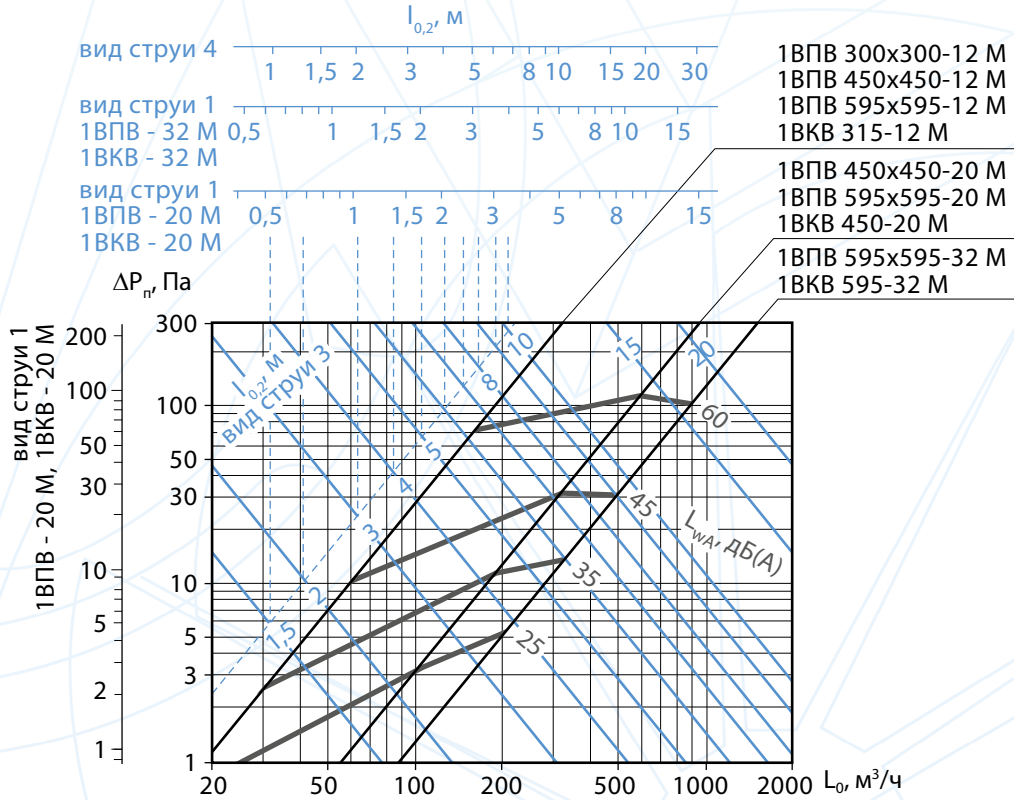 l0,2, м
вид струи 4
1 1,5 2 3 5 8 10 15 20 30
вид струи 1
1ВПВ - 32 М
1ВКВ - 32 М
0,5 1 1,5 2 3 5 8 10 15
вид струи 1
1ВПВ - 20 М
1ВКВ - 20 М
0,5 1 1,5 2 3 5 8 15
1ВПВ 300x300-12 М
1ВПВ 450x450-12 М
1ВПВ 595x595-12 М
1ВКВ 315-12 М
1ВПВ 450x450-20 М
1ВПВ 595x595-20 М
1ВКВ 450-20 М
1ВПВ 595x595-32 М
1ВКВ 595-32 М
ΔPп, Па
вид струи 1
1ВПВ - 20 М, 1ВКВ - 20 М
200
100
50
30
10
5
2
1
300
100
50
30
10
5
3
1
l0,2, м
вид струи 3
1,5
2
3
4
5
8
10
15
20
60
45
35
25
LWA, дБ(А)
20 50 100 200 500 1000 2000
L0, м³/ч